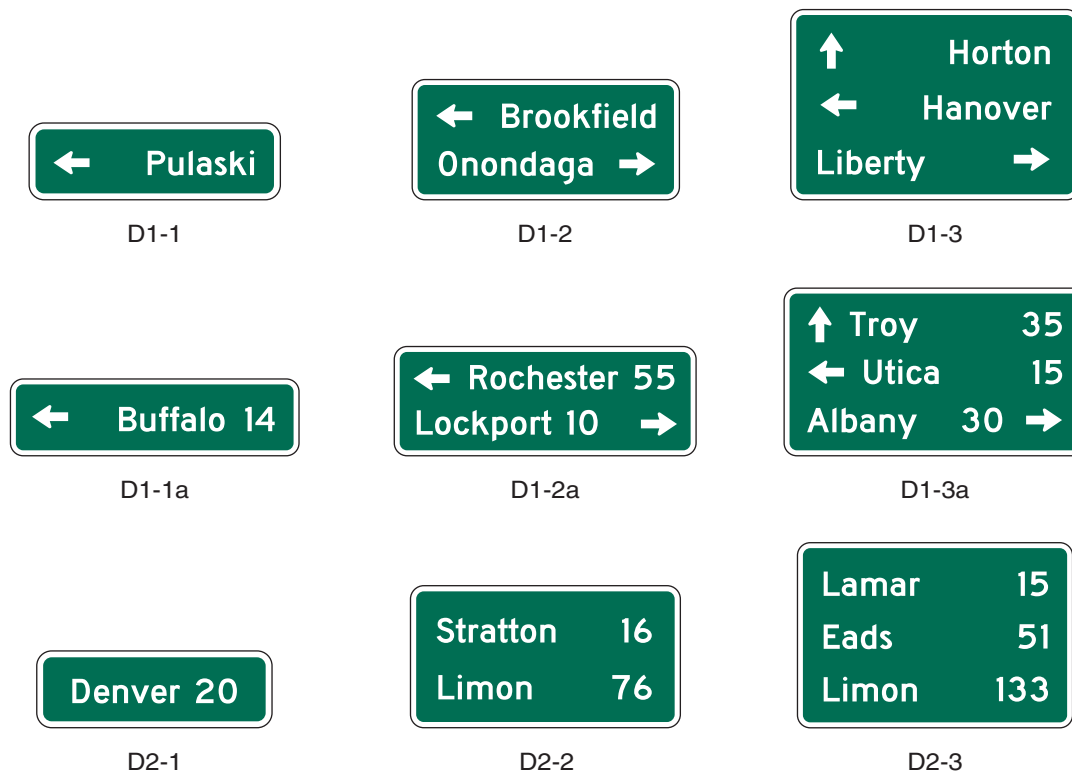 Pulaski
D1-1
Brookfield
Onondaga
D1-2
Horton
Hanover
Liberty
D1-3
Buffalo 14
D1-1a
Rochester 55
Lockport 10
D1-2a
Troy 35
Utica 15
Albany 30
D1-3a
Denver 20
D2-1
Stratton 16
Limon 76
D2-2
Lamar 15
Eads 51
Limon 133
D2-3